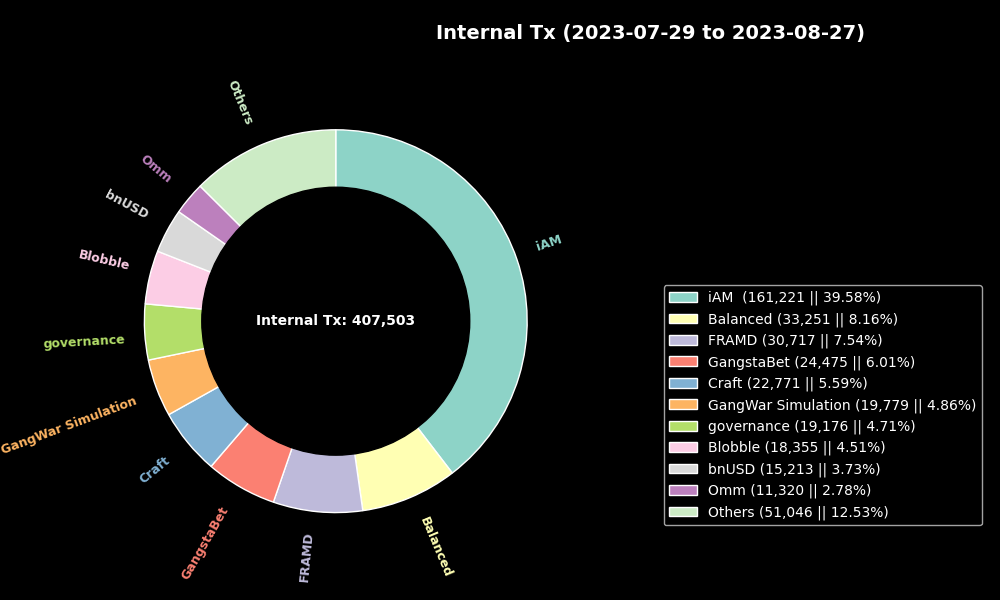 Internal Tx (2023-07-29 to 2023-08-27)
Others
Omm
bnUSD
Blobble
governance
GangWar Simulation
Craft
GangstaBet
FRAMD
Balanced
iAM
Internal Tx: 407,503
iAM  (161,221 || 39.58%)
Balanced (33,251 || 8.16%)
FRAMD (30,717 || 7.54%)
GangstaBet (24,475 || 6.01%)
Craft (22,771 || 5.59%)
GangWar Simulation (19,779 || 4.86%)
governance (19,176 || 4.71%)
Blobble (18,355 || 4.51%)
bnUSD (15,213 || 3.73%)
Omm (11,320 || 2.78%)
Others (51,046 || 12.53%)